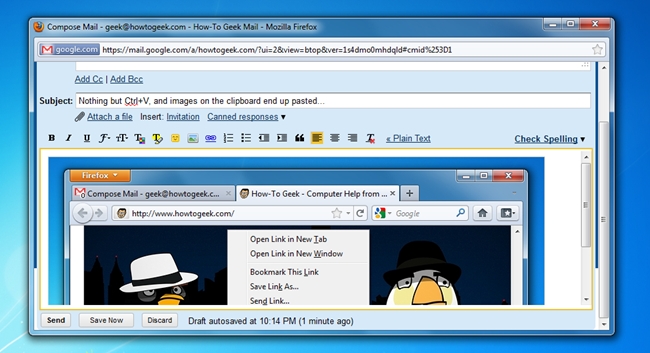 Compose Mail - geek@howtogeek.com - How-To Geek Mail - Mozilla Firefox
google.com https://mail.google.com/a/howtogeek.com/?ui=2&view=btop&ver=1s4dmo0mhdqld#cmid%253D1
Add Cc | Add Bcc
Subject: Nothing but Ctrl+V, and images on the clipboard end up pasted...
Attach a file Insert: Invitation Canned responses ▾
B I U F T T T « Plain Text Check Spelling ▾
Firefox
Compose Mail - geek@howtogeek.c... How-To Geek - Computer Help from ...
http://www.howtogeek.com/ Google
Open Link in New Tab
Open Link in New Window
Bookmark This Link
Save Link As...
Send Link...
Send Save Now Discard Draft autosaved at 10:14 PM (1 minute ago)